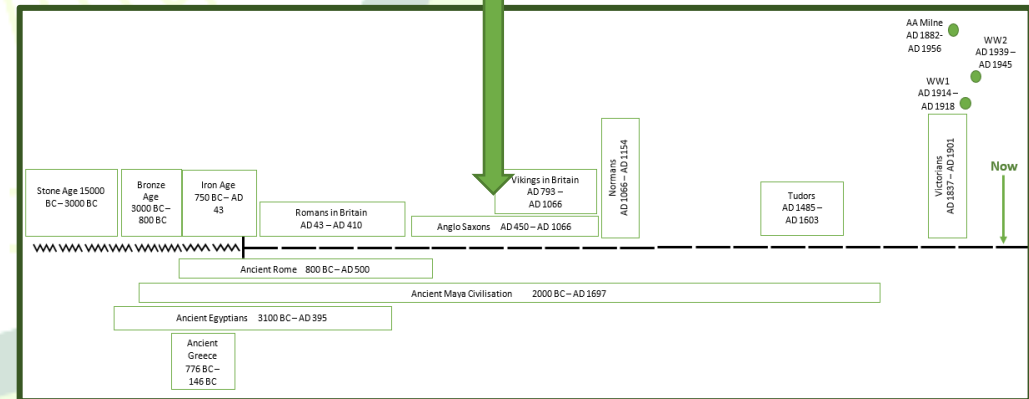 AA Milne
AD 1882-
AD 1956
WW2
AD 1939 –
AD 1945
WW1
AD 1914 –
AD 1918
Stone Age 15000
BC – 3000 BC
Bronze
Age
3000 BC –
800 BC
Iron Age
750 BC – AD
43
Romans in Britain
AD 43 – AD 410
Vikings in Britain
AD 793 –
AD 1066
Anglo Saxons AD 450 – AD 1066
Normans
AD 1066 – AD 1154
Tudors
AD 1485 –
AD 1603
Victorians
AD 1837 – AD 1901
Now
Ancient Rome 800 BC – AD 500
Ancient Maya Civilisation 2000 BC – AD 1697
Ancient Egyptians 3100 BC – AD 395
Ancient
Greece
776 BC –
146 BC